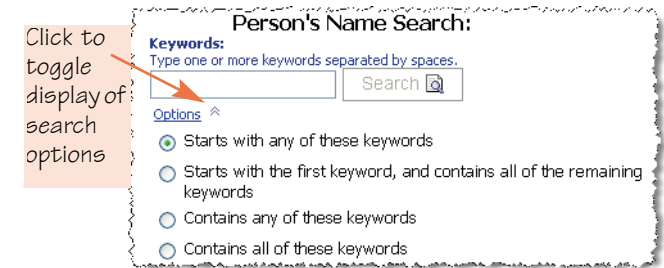 Person's Name Search:
Click to
toggle
display of
search
options
Keywords:
Type one or more keywords separated by spaces.
Search
Options
Starts with any of these keywords
Starts with the first keyword, and contains all of the remaining
keywords
Contains any of these keywords
Contains all of these keywords